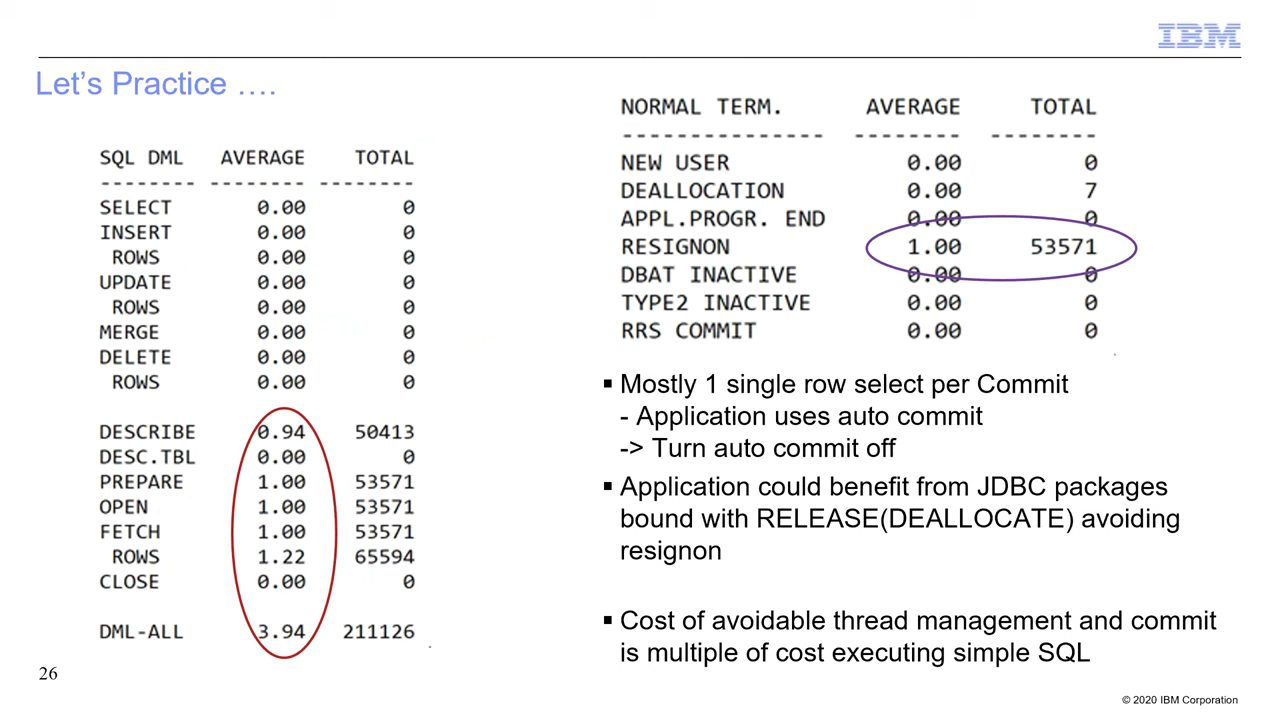 IBM
Let's Practice ....
SQL DML AVERAGE TOTAL
-------- -------- --------
SELECT 0.00 0
INSERT 0.00 0
ROWS 0.00 0
UPDATE 0.00 0
ROWS 0.00 0
MERGE 0.00 0
DELETE 0.00 0
ROWS 0.00 0
DESCRIBE 0.94 50413
DESC.TBL 0.00 0
PREPARE 1.00 53571
OPEN 1.00 53571
FETCH 1.00 53571
ROWS 1.22 65594
CLOSE 0.00 0
DML-ALL 3.94 211126
NORMAL TERM. AVERAGE TOTAL
--------------- -------- --------
NEW USER 0.00 0
DEALLOCATION 0.00 7
APPL.PROGR. END 0.00 0
RESIGNON 1.00 53571
DBAT INACTIVE 0.00 0
TYPE2 INACTIVE 0.00 0
RRS COMMIT 0.00 0
▪ Mostly 1 single row select per Commit
- Application uses auto commit
-> Turn auto commit off
▪ Application could benefit from JDBC packages
bound with RELEASE(DEALLOCATE) avoiding
resignon
▪ Cost of avoidable thread management and commit
is multiple of cost executing simple SQL
26
© 2020 IBM Corporation